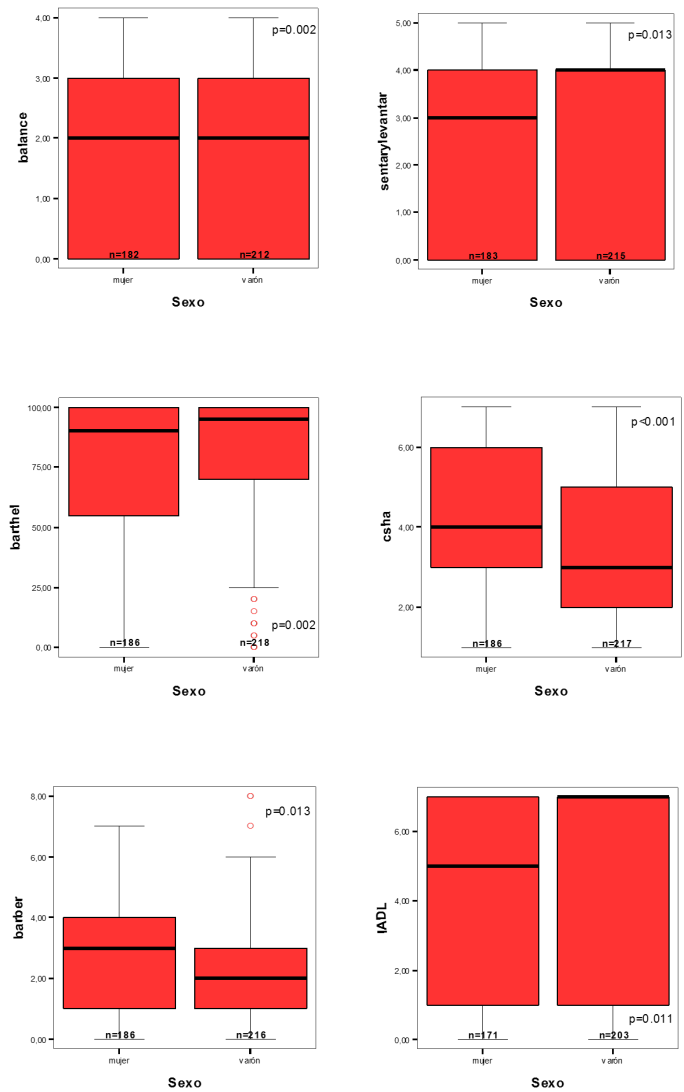 balance
4,00
3,00
2,00
1,00
0,00
p=0.002
n=182
n=212
mujer
varón
Sexo
sentarylevantar
5,00
4,00
3,00
2,00
1,00
0,00
p=0.013
n=183
n=215
mujer
varón
Sexo
barthel
100,00
75,00
50,00
25,00
0,00
p=0.002
n=186
n=218
mujer
varón
Sexo
csha
6,00
4,00
2,00
p<0.001
n=186
n=217
mujer
varón
Sexo
barber
8,00
6,00
4,00
2,00
0,00
p=0.013
n=186
n=216
mujer
varón
Sexo
IADL
6,00
4,00
2,00
0,00
p=0.011
n=171
n=203
mujer
varón
Sexo